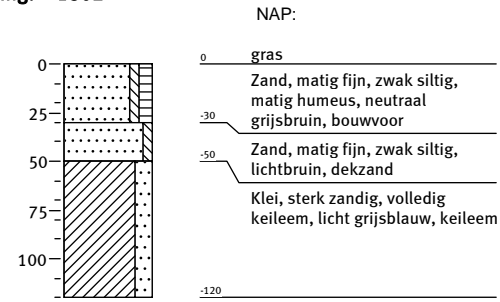 NAP:
0
25
50
75
100
0 gras
Zand, matig fijn, zwak siltig,
matig humeus, neutraal
-30 grijsbruin, bouwvoor
Zand, matig fijn, zwak siltig,
-50 lichtbruin, dekzand
Klei, sterk zandig, volledig
keileem, licht grijsblauw, keileem
-120